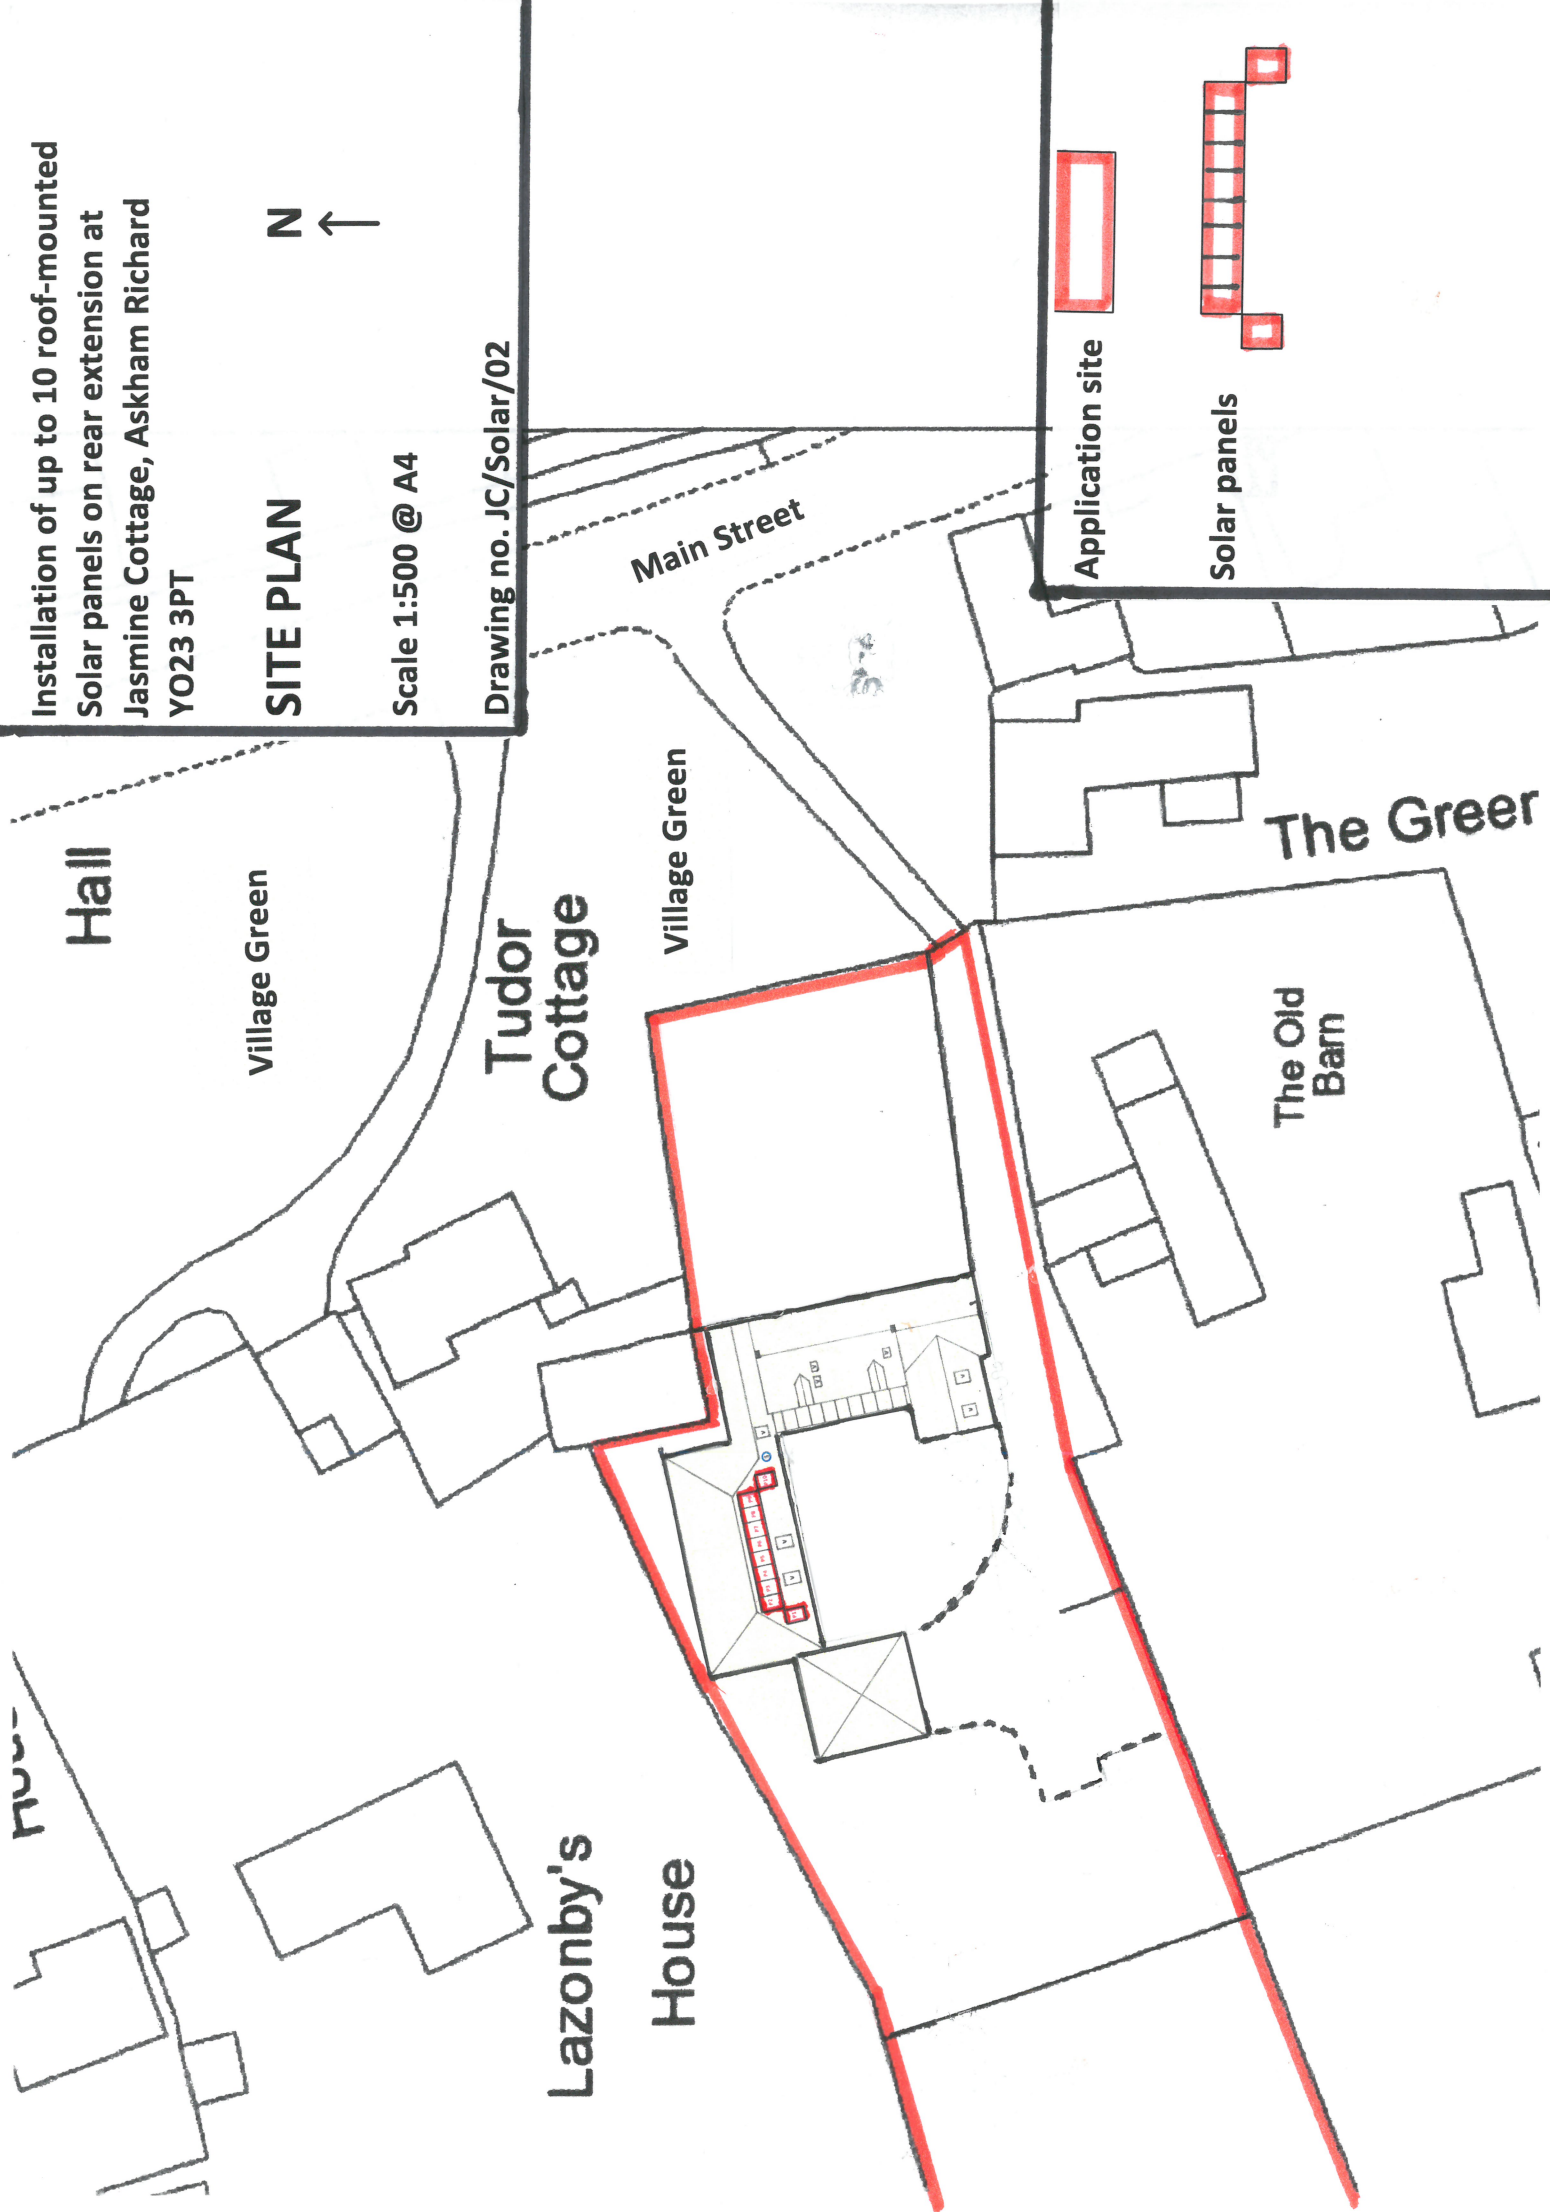 Installation of up to 10 roof-mounted
Solar panels on rear extension at
Jasmine Cottage, Askham Richard
YO23 3PT
SITE PLAN
N
Scale 1:500 @ A4
Drawing no. JC/Solar/02
Hall
Village Green
Tudor
Cottage
Village Green
Main Street
Application site
Solar panels
The Green
The Old
Barn
Lazonby's
House